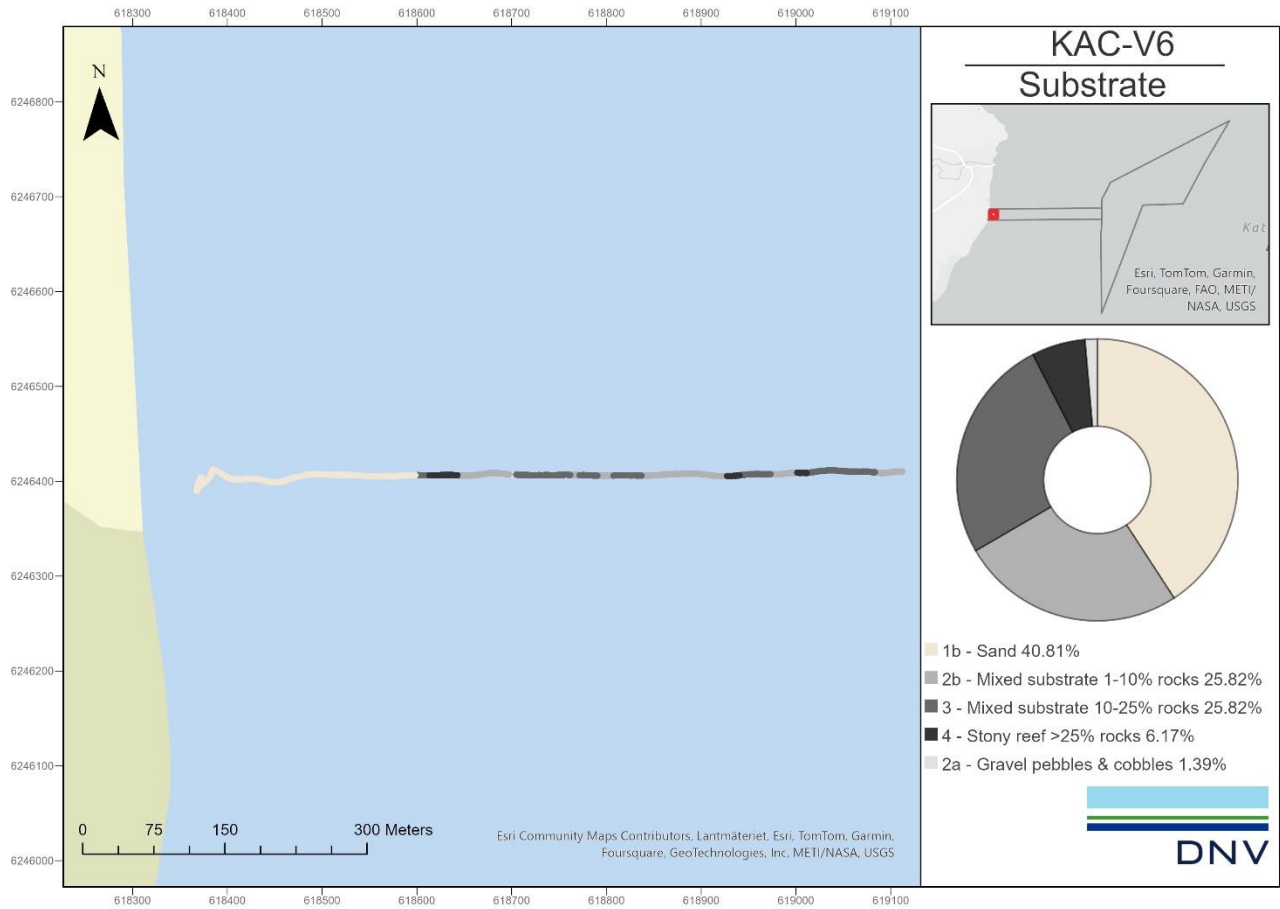 618300 618400 618500 618600 618700 618800 618900 619000 619100
KAC-V6
Substrate
N
6246800
6246700
6246600
6246500
6246400
6246300
6246200
6246100
6246000
Kat
Esri, TomTom, Garmin,
Foursquare, FAO, METI/
NASA, USGS
1b - Sand 40.81%
2b - Mixed substrate 1-10% rocks 25.82%
3 - Mixed substrate 10-25% rocks 25.82%
4 - Stony reef >25% rocks 6.17%
2a - Gravel pebbles & cobbles 1.39%
0 75 150 300 Meters
Esri Community Maps Contributors, Lantmäteriet, Esri, TomTom, Garmin,
Foursquare, GeoTechnologies, Inc, METI/NASA, USGS
DNV
618300 618400 618500 618600 618700 618800 618900 619000 619100